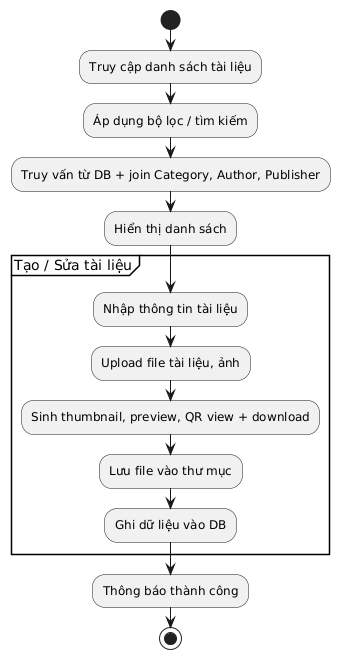 Truy cập danh sách tài liệu
Áp dụng bộ lọc / tìm kiếm
Truy vấn từ DB + join Category, Author, Publisher
Hiển thị danh sách
Tạo / Sửa tài liệu
Nhập thông tin tài liệu
Upload file tài liệu, ảnh
Sinh thumbnail, preview, QR view + download
Lưu file vào thư mục
Ghi dữ liệu vào DB
Thông báo thành công